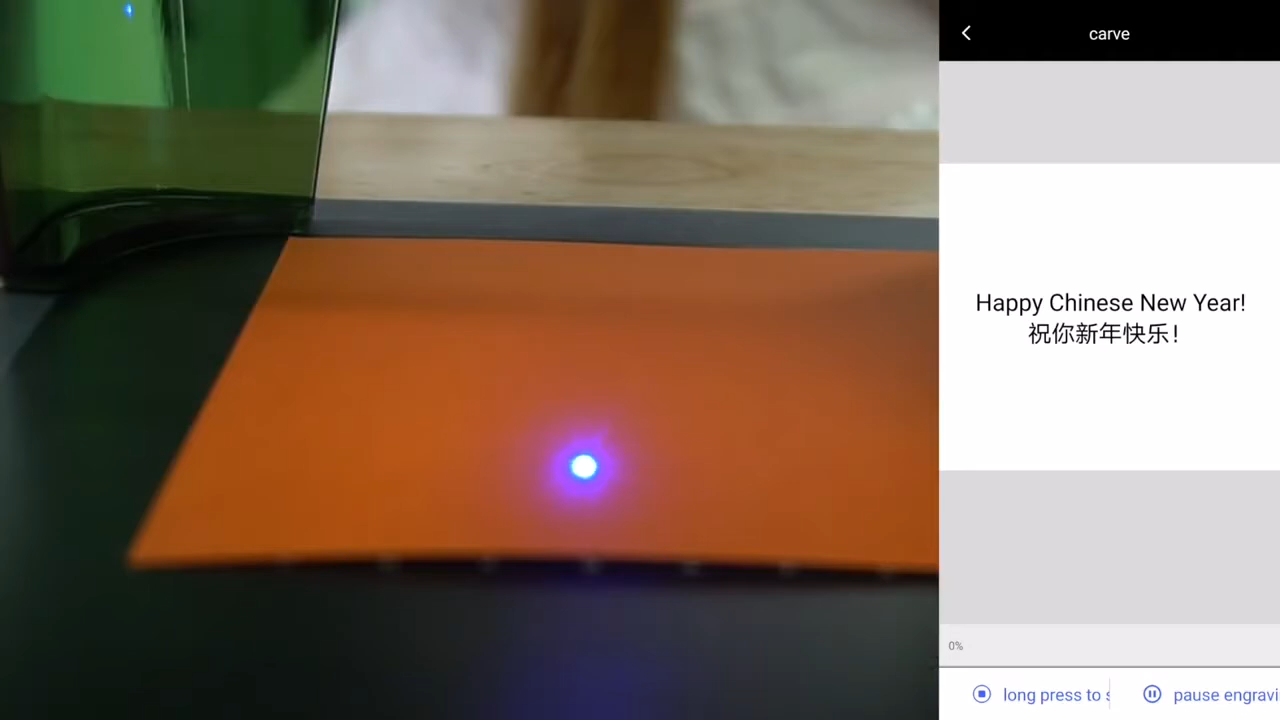 carve
Happy Chinese New Year!
祝你新年快乐!
0%
long press to s
pause engravi